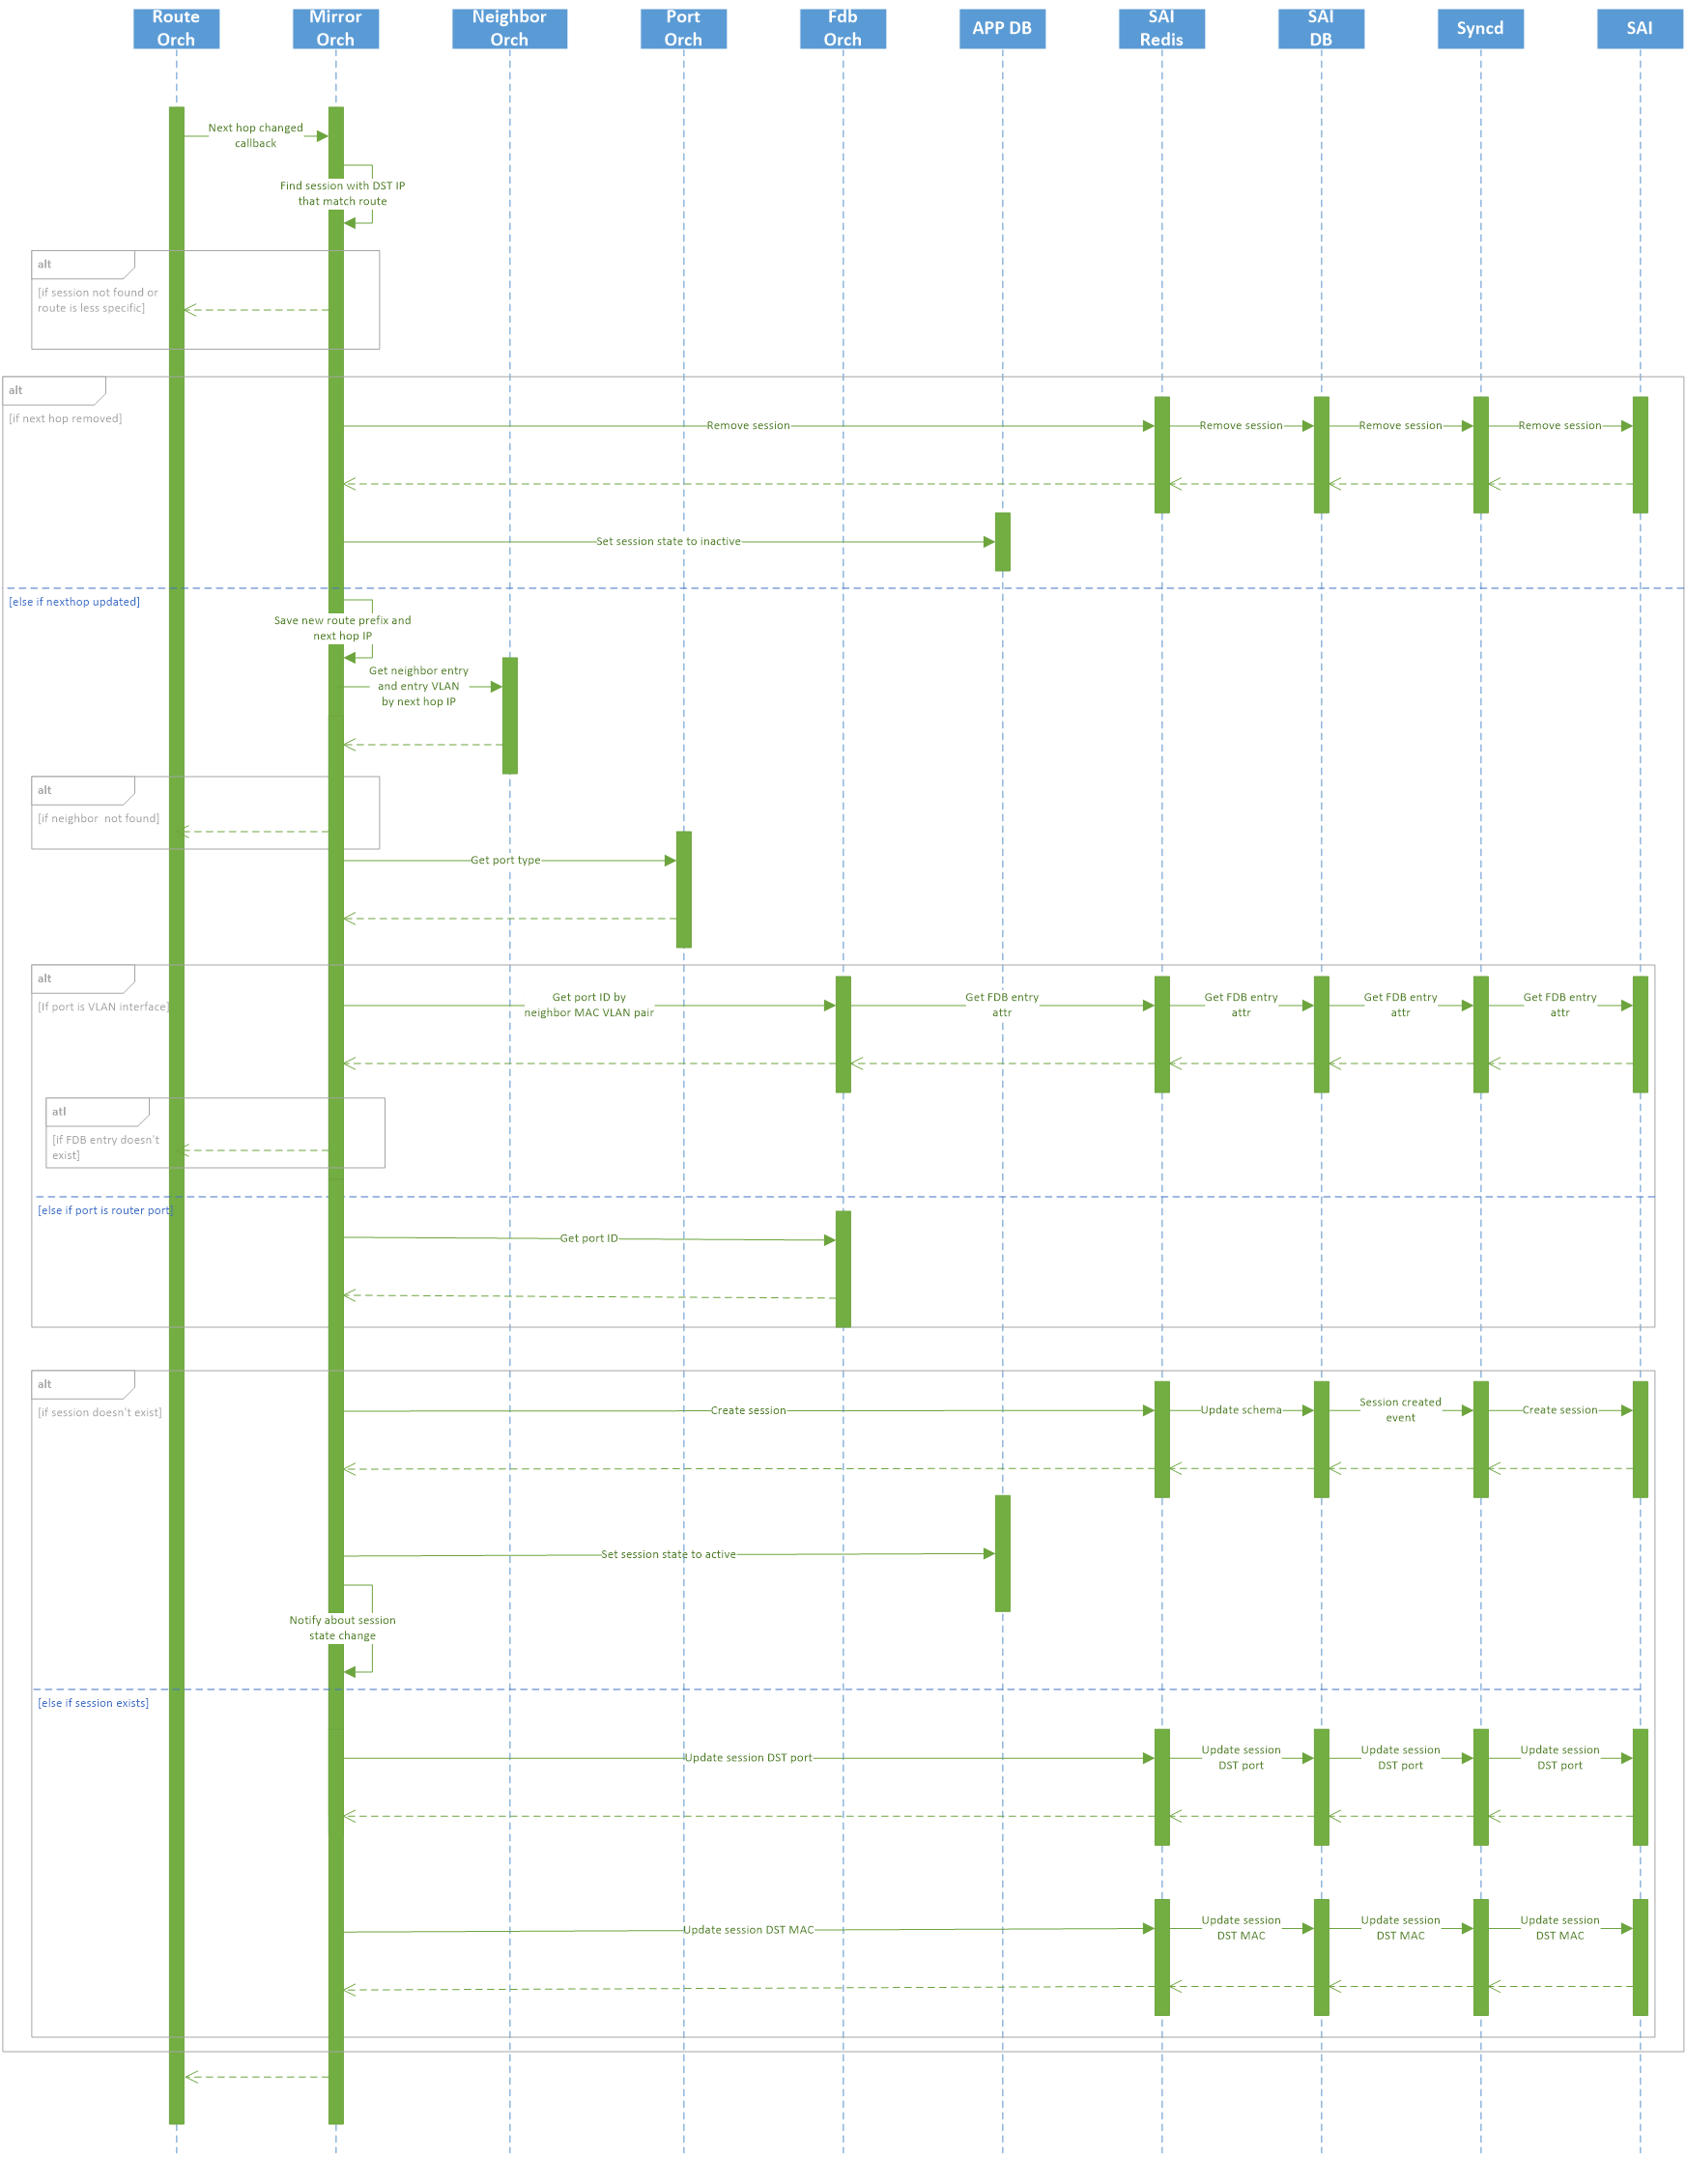 Route
Orch
Mirror
Orch
Neighbor
Orch
Port
Orch
Fdb
Orch
APP DB
SAI
Redis
SAI
DB
Syncd
SAI
Next hop changed
callback
Find session with DST IP
that match route
alt
[if session not found or
route is less specific]
alt
[if next hop removed]
Remove session
Remove session
Remove session
Remove session
Set session state to inactive
[else if nexthop updated]
Save new route prefix and
next hop IP
Get neighbor entry
and entry VLAN
by next hop IP
alt
[if neighbor  not found]
Get port type
alt
[If port is VLAN interface]
Get port ID by
neighbor MAC VLAN pair
Get FDB entry
attr
Get FDB entry
attr
Get FDB entry
attr
Get FDB entry
attr
atl
[if FDB entry doesn't
exist]
[else if port is router port]
Get port ID
alt
[if session doesn't exist]
Create session
Update schema
Session created
event
Create session
Set session state to active
Notify about session
state change
[else if session exists]
Update session DST port
Update session
DST port
Update session
DST port
Update session
DST port
Update session DST MAC
Update session
DST MAC
Update session
DST MAC
Update session
DST MAC